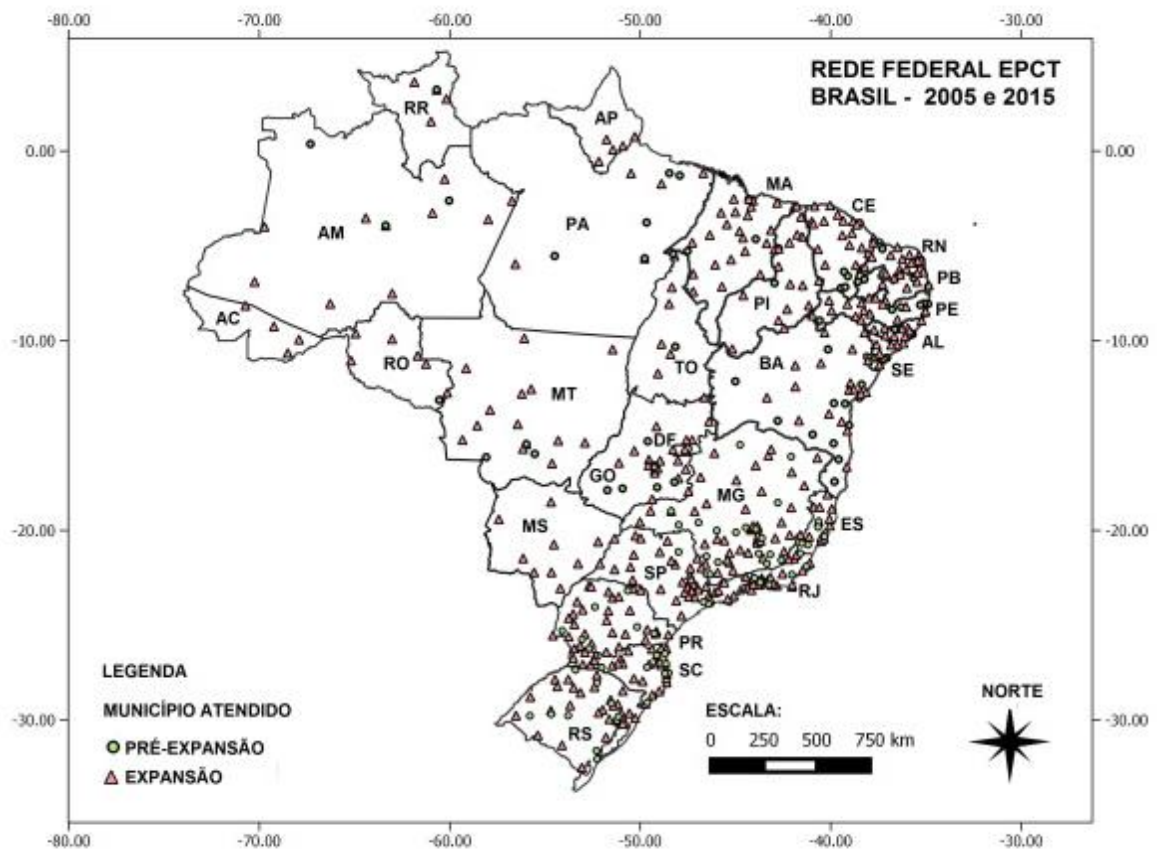 -80.00 -70.00 -60.00 -50.00 -40.00 -30.00
REDE FEDERAL EPCT
BRASIL - 2005 e 2015
RR
AP
0.00 0.00
MA
CE
AM
PA
RN
PB
PI
PE
AC
AL
-10.00 -10.00
RO
TO
BA
SE
MT
DF
GO
MG
MS
ES
-20.00 -20.00
SP
RJ
PR
SC
LEGENDA
NORTE
MUNICÍPIO ATENDIDO
ESCALA:
-30.00 -30.00
RS
0 250 500 750 km
PRÉ-EXPANSÃO
EXPANSÃO
-80.00 -70.00 -60.00 -50.00 -40.00 -30.00